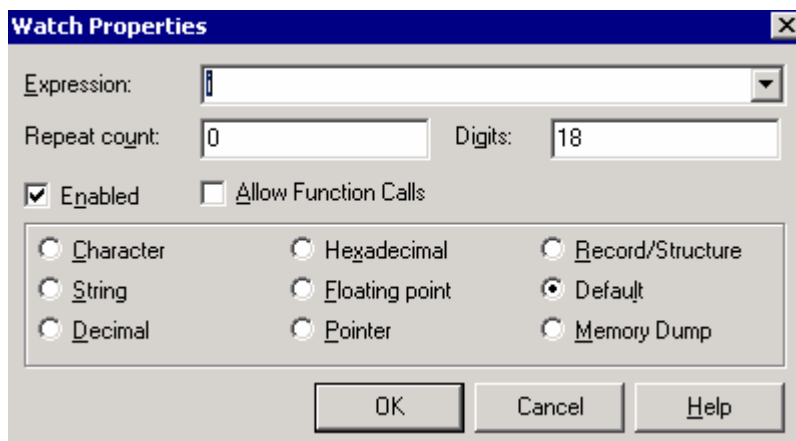 Watch Properties
Expression: i
Repeat count: 0 Digits: 18
Enabled Allow Function Calls
Character Hexadecimal Record/Structure
String Floating point Default
Decimal Pointer Memory Dump
OK Cancel Help